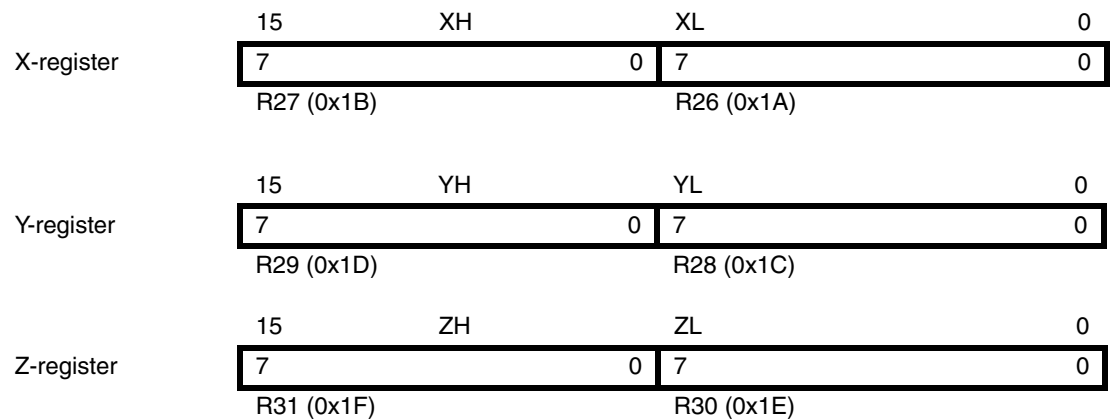 15 XH XL 0
X-register 7 0 7 0
R27 (0x1B) R26 (0x1A)
15 YH YL 0
Y-register 7 0 7 0
R29 (0x1D) R28 (0x1C)
15 ZH ZL 0
Z-register 7 0 7 0
R31 (0x1F) R30 (0x1E)